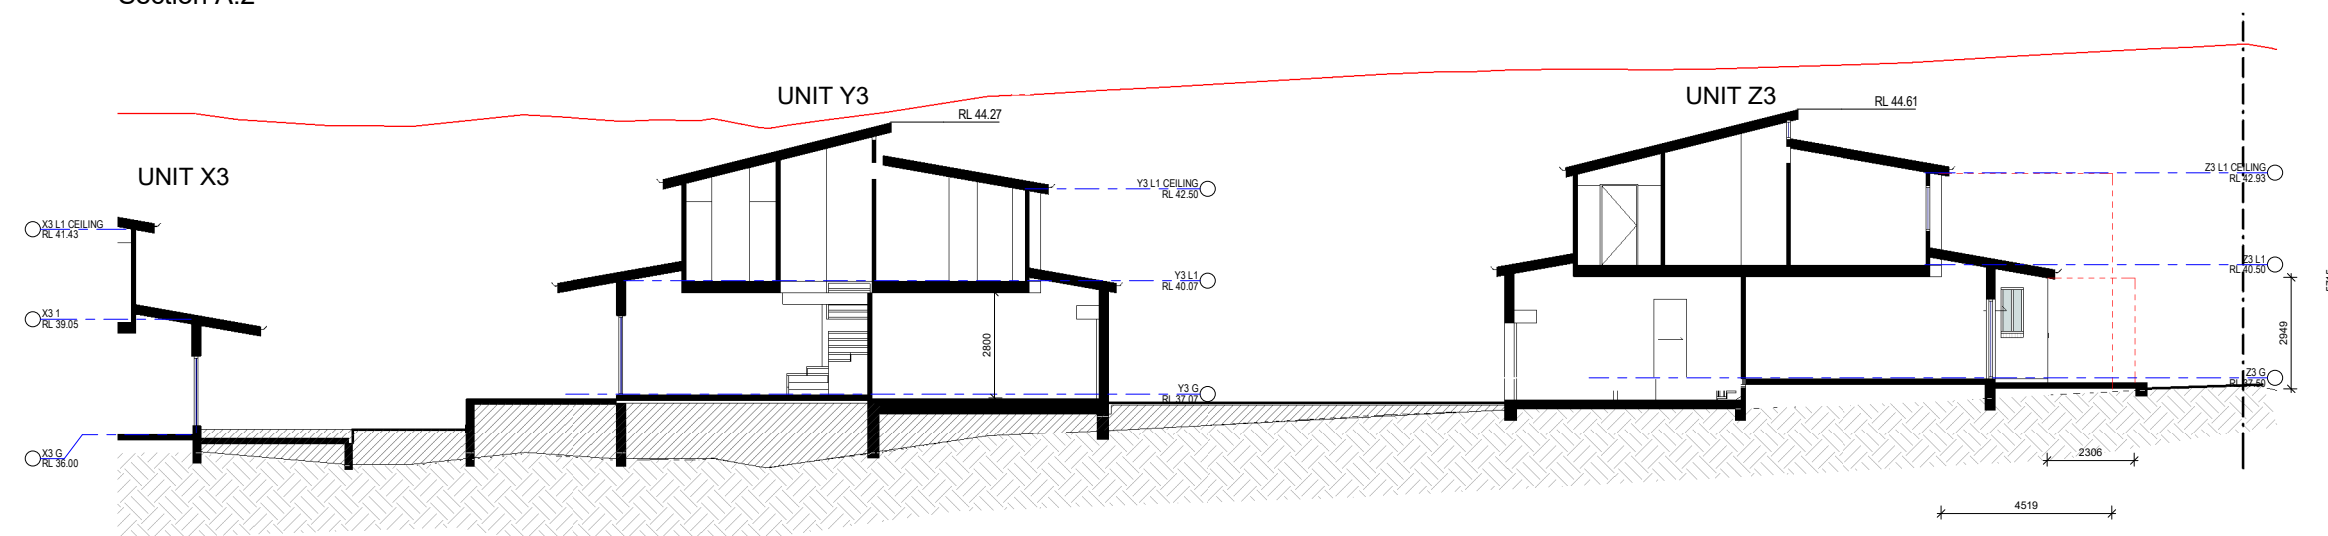 Section A.2
UNIT Y3
UNIT Z3
RL 44.61
RL 44.27
UNIT X3
Z3 L1 CEILING
RL 42.93
Y3 L1 CEILING
RL 42.50
X3 L1 CEILING
RL 41.43
Z3 L1
RL 40.50
Y3 L1
RL 40.07
5715
X3 1
RL 39.05
2949
2800
Z3 G
RL 37.50
Y3 G
RL 37.07
X3 G
RL 36.00
2306
4519